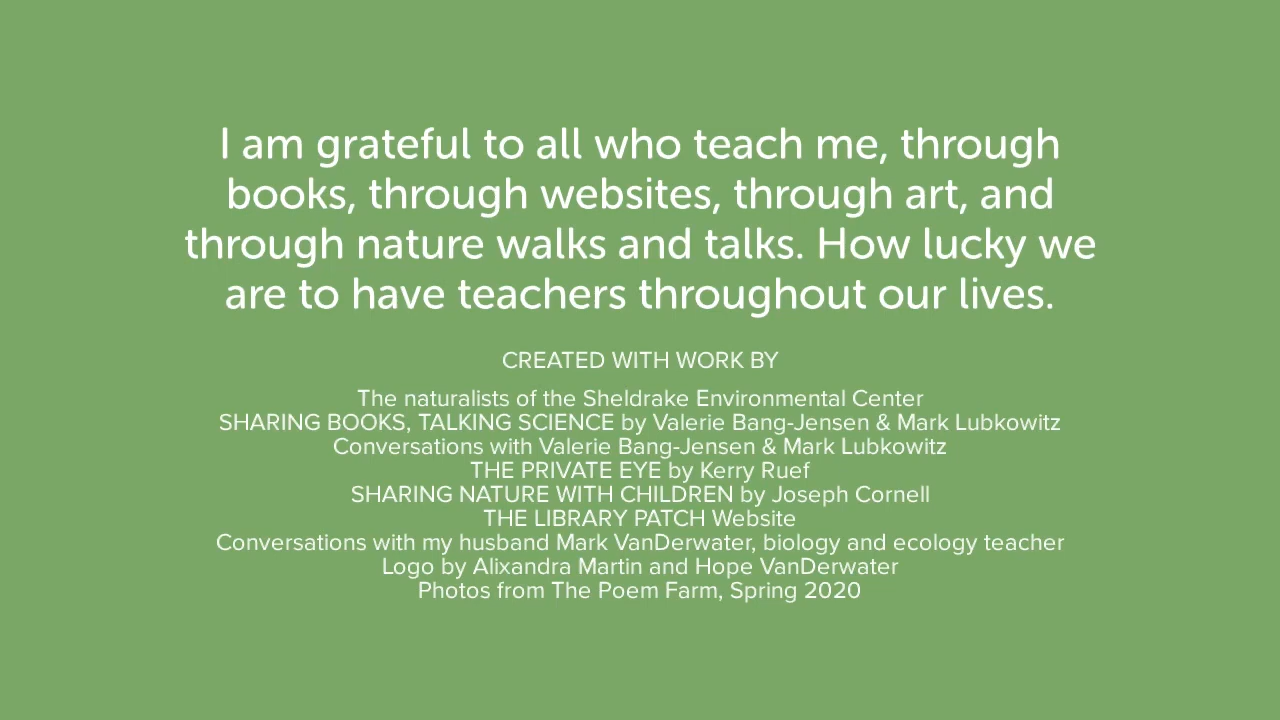 I am grateful to all who teach me, through
books, through websites, through art, and
through nature walks and talks. How lucky we
are to have teachers throughout our lives.
CREATED WITH WORK BY
The naturalists of the Sheldrake Environmental Center
SHARING BOOKS, TALKING SCIENCE by Valerie Bang-Jensen & Mark Lubkowitz
Conversations with Valerie Bang-Jensen & Mark Lubkowitz
THE PRIVATE EYE by Kerry Ruef
SHARING NATURE WITH CHILDREN by Joseph Cornell
THE LIBRARY PATCH Website
Conversations with my husband Mark VanDerwater, biology and ecology teacher
Logo by Alixandra Martin and Hope VanDerwater
Photos from The Poem Farm, Spring 2020